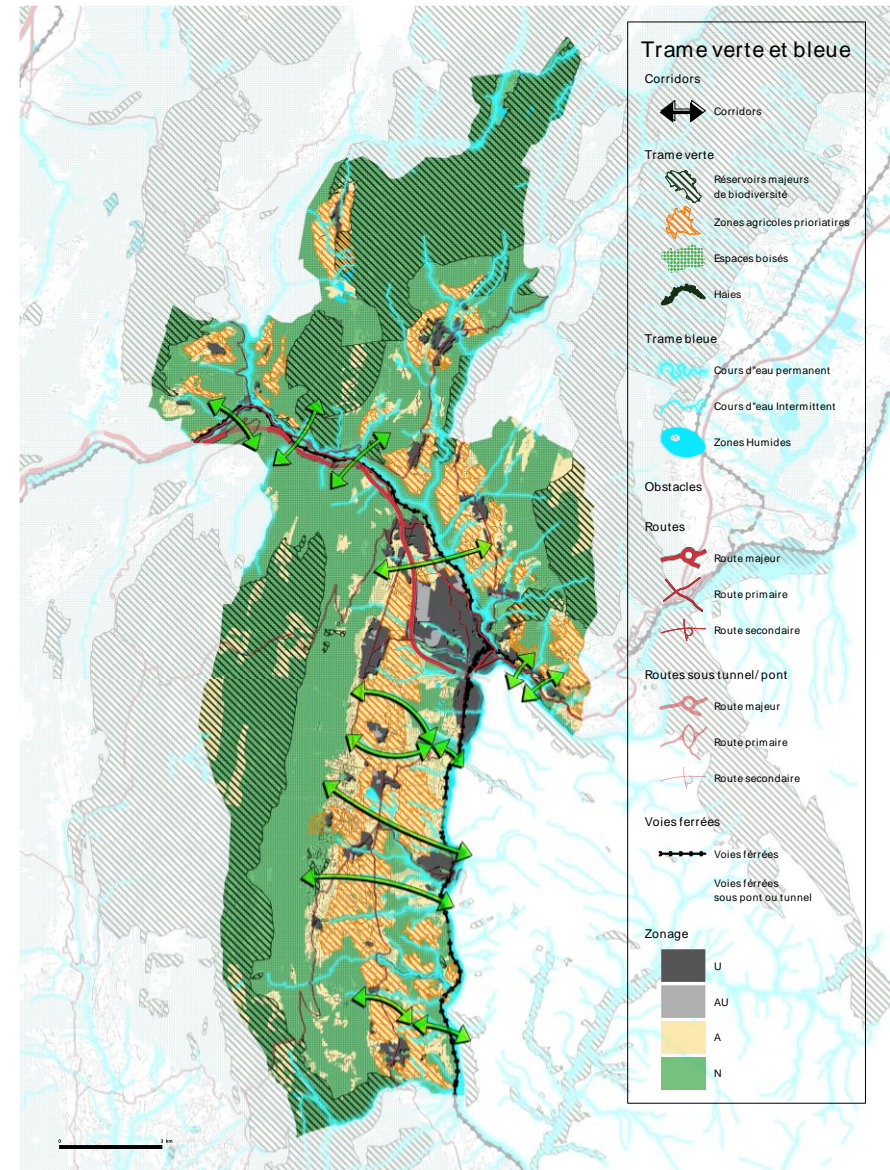 Trame verte et bleue
Corridors
Corridors
Trame verte
Réservoirs majeurs
de biodiversité
Zones agricoles prioriatires
Espaces boisés
Haies
Trame bleue
Cours d"eau permanent
Cours d"eau Intermittent
Zones Humides
Obstacles
Routes
Route majeur
Route primaire
Route secondaire
Routes sous tunnel/ pont
Route majeur
Route primaire
Route secondaire
Voies ferrées
Voies férrées
Voies férrées
sous pont ou tunnel
Zonage
U
AU
A
N
0 3 km